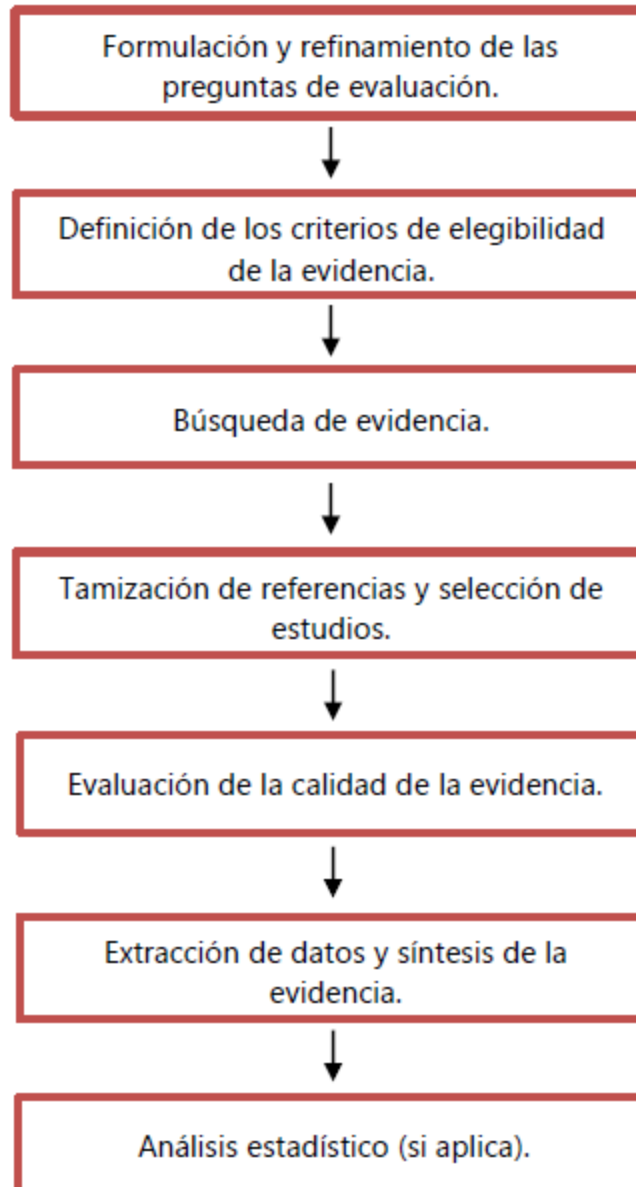 Formulación y refinamiento de las
preguntas de evaluación.
Definición de los criterios de elegibilidad
de la evidencia.
Búsqueda de evidencia.
Tamización de referencias y selección de
estudios.
Evaluación de la calidad de la evidencia.
Extracción de datos y síntesis de la
evidencia.
Análisis estadístico (si aplica).